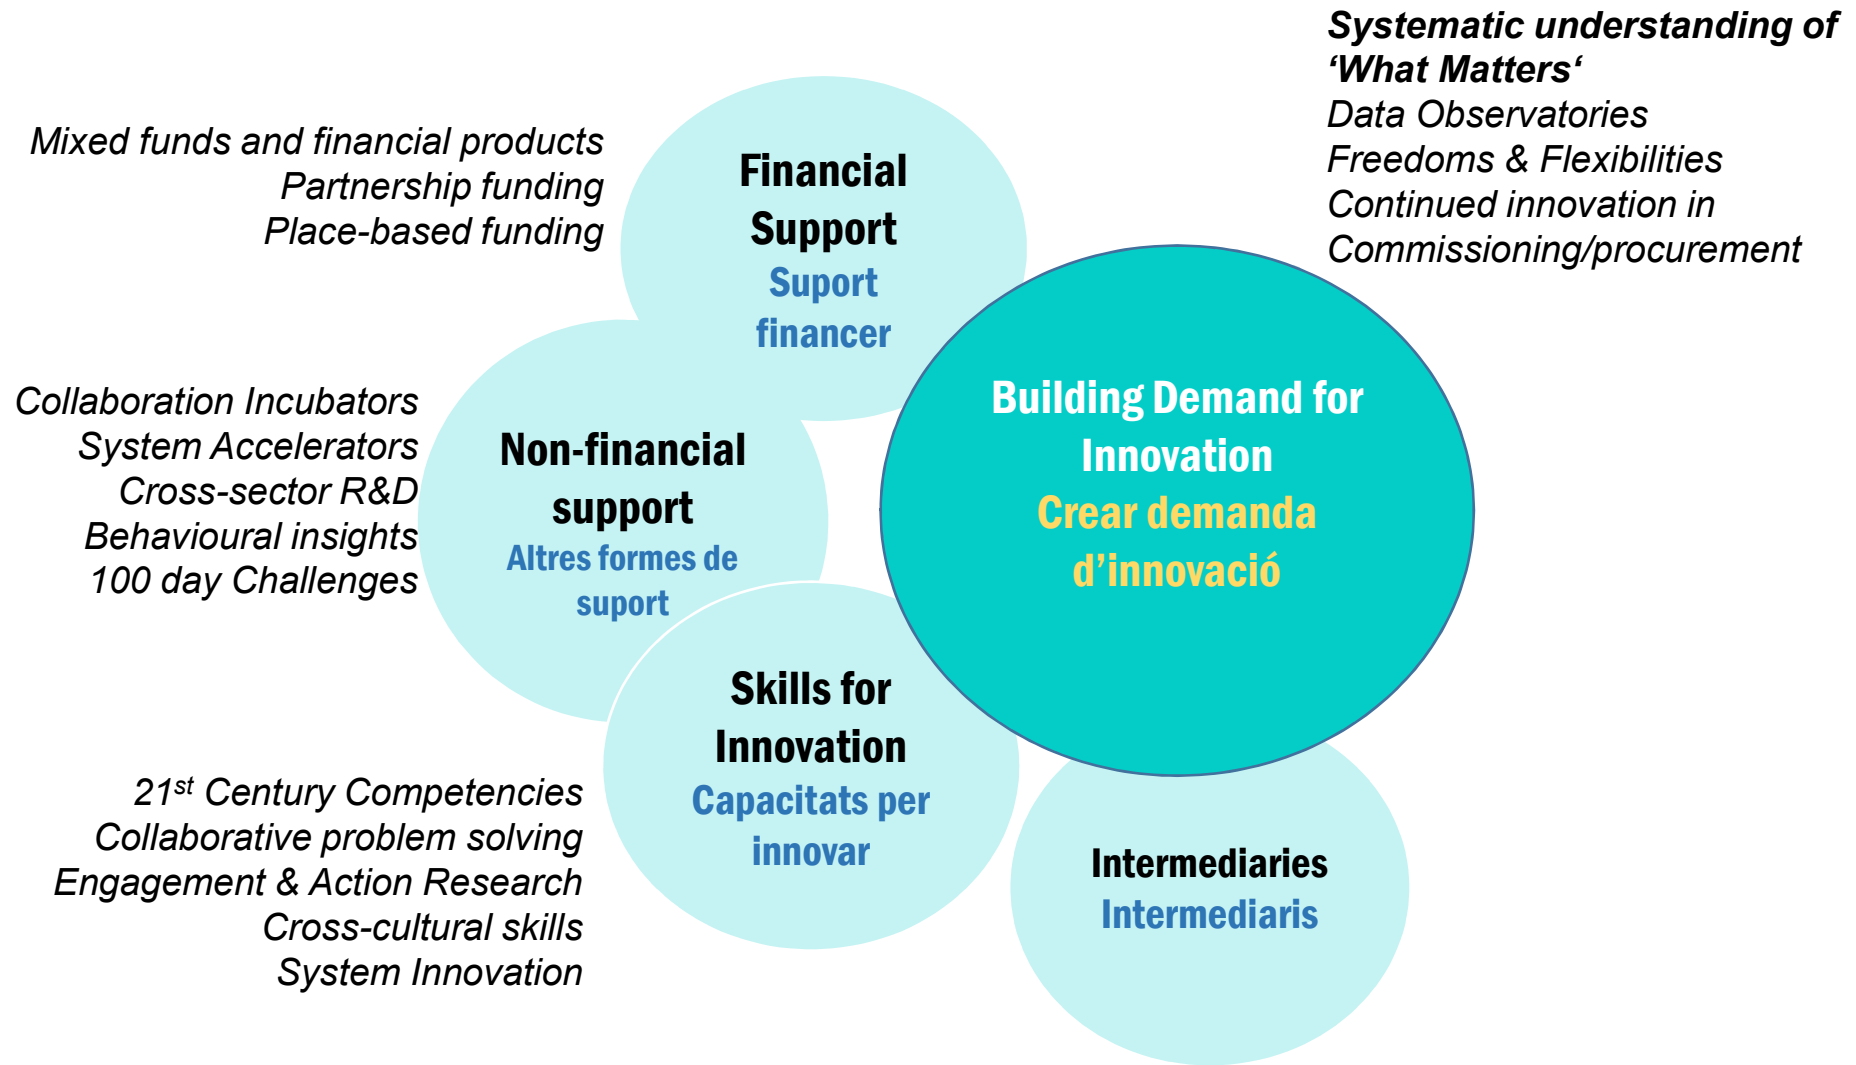 Systematic understanding of
‘What Matters‘
Data Observatories
Freedoms & Flexibilities
Continued innovation in
Commissioning/procurement
Mixed funds and financial products
Partnership funding
Place-based funding
Financial
Support
Suport
financer
Building Demand for
Innovation
Crear demanda
d’innovació
Collaboration Incubators
System Accelerators
Cross-sector R&D
Behavioural insights
100 day Challenges
Non-financial
support
Altres formes de
suport
Skills for
Innovation
Capacitats per
innovar
21st Century Competencies
Collaborative problem solving
Engagement & Action Research
Cross-cultural skills
System Innovation
Intermediaries
Intermediaris